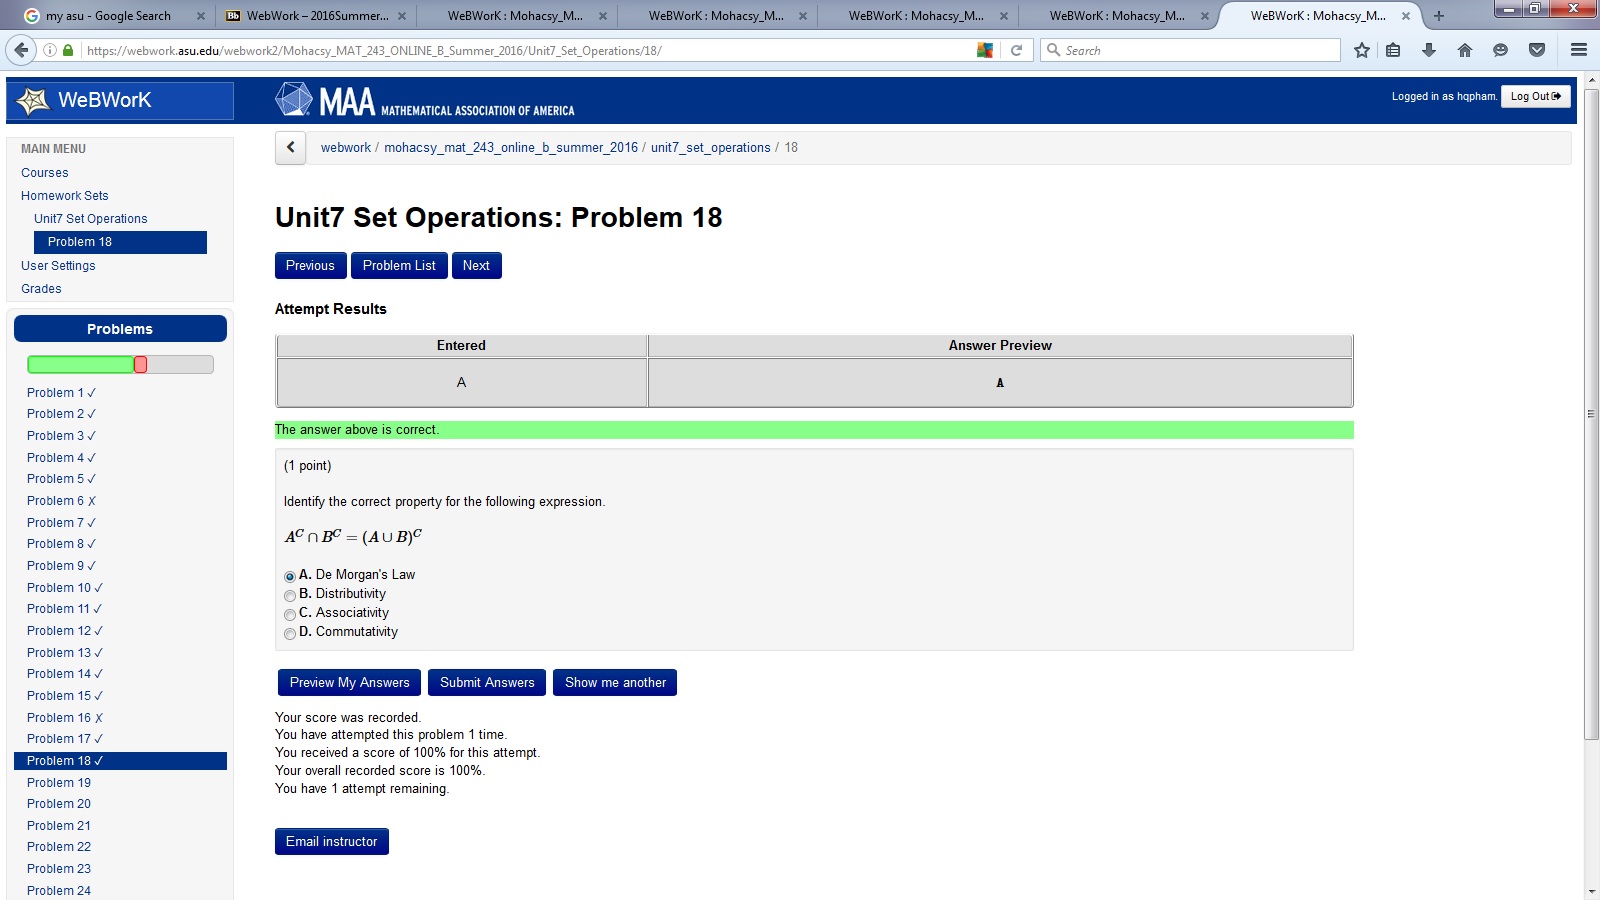 my asu - Google Search
WebWork – 2016Summer...
WeBWorK : Mohacsy_M...
WeBWorK : Mohacsy_M...
WeBWorK : Mohacsy_M...
WeBWorK : Mohacsy_M...
WeBWorK : Mohacsy_M...
https://webwork.asu.edu/webwork2/Mohacsy_MAT_243_ONLINE_B_Summer_2016/Unit7_Set_Operations/18/
Search
WeBWorK
MAA MATHEMATICAL ASSOCIATION OF AMERICA
Logged in as hqpham.
Log Out
MAIN MENU
Courses
Homework Sets
Unit7 Set Operations
Problem 18
User Settings
Grades
Problems
Problem 1 ✓
Problem 2 ✓
Problem 3 ✓
Problem 4 ✓
Problem 5 ✓
Problem 6 ✗
Problem 7 ✓
Problem 8 ✓
Problem 9 ✓
Problem 10 ✓
Problem 11 ✓
Problem 12 ✓
Problem 13 ✓
Problem 14 ✓
Problem 15 ✓
Problem 16 ✗
Problem 17 ✓
Problem 18 ✓
Problem 19
Problem 20
Problem 21
Problem 22
Problem 23
Problem 24
webwork / mohacsy_mat_243_online_b_summer_2016 / unit7_set_operations / 18
Unit7 Set Operations: Problem 18
Previous
Problem List
Next
Attempt Results
Entered
Answer Preview
A
A
The answer above is correct.
(1 point)
Identify the correct property for the following expression.
A^C ∩ B^C = (A ∪ B)^C
A. De Morgan's Law
B. Distributivity
C. Associativity
D. Commutativity
Preview My Answers
Submit Answers
Show me another
Your score was recorded.
You have attempted this problem 1 time.
You received a score of 100% for this attempt.
Your overall recorded score is 100%.
You have 1 attempt remaining.
Email instructor